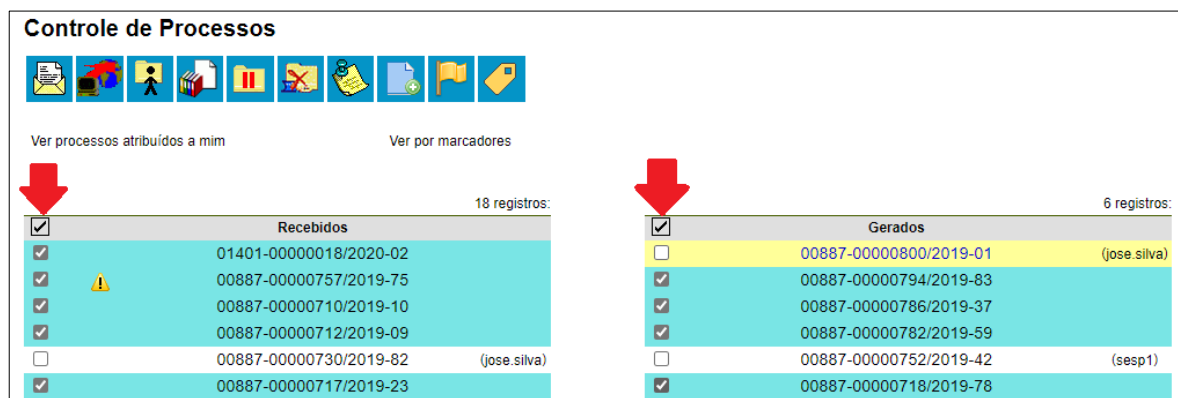 Controle de Processos
Ver processos atribuídos a mim
Ver por marcadores
18 registros:
Recebidos
01401-00000018/2020-02
00887-00000757/2019-75
00887-00000710/2019-10
00887-00000712/2019-09
00887-00000730/2019-82 (jose.silva)
00887-00000717/2019-23
6 registros:
Gerados
00887-00000800/2019-01 (jose.silva)
00887-00000794/2019-83
00887-00000786/2019-37
00887-00000782/2019-59
00887-00000752/2019-42 (sesp1)
00887-00000718/2019-78